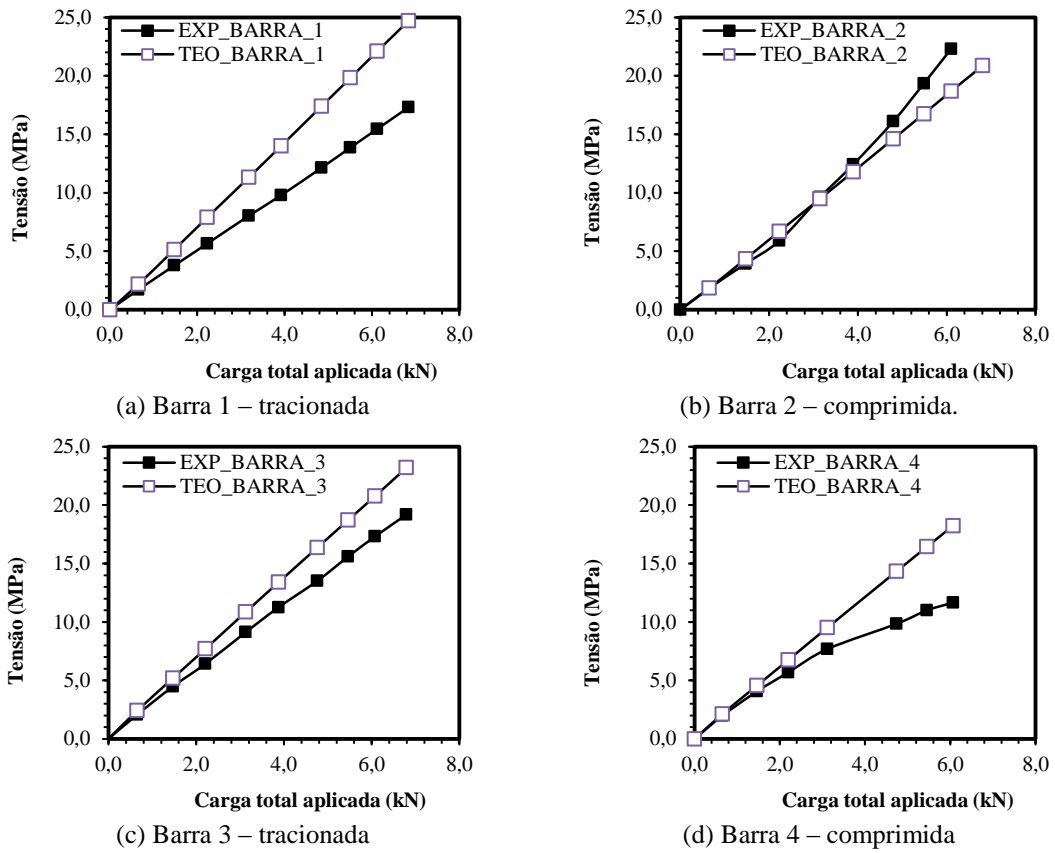 25,0
20,0
15,0
10,0
5,0
0,0
Tensão (MPa)
EXP_BARRA_1
TEO_BARRA_1
0,0 2,0 4,0 6,0 8,0
Carga total aplicada (kN)
(a) Barra 1 – tracionada
25,0
20,0
15,0
10,0
5,0
0,0
Tensão (MPa)
EXP_BARRA_2
TEO_BARRA_2
0,0 2,0 4,0 6,0 8,0
Carga total aplicada (kN)
(b) Barra 2 – comprimida.
25,0
20,0
15,0
10,0
5,0
0,0
Tensão (MPa)
EXP_BARRA_3
TEO_BARRA_3
0,0 2,0 4,0 6,0 8,0
Carga total aplicada (kN)
(c) Barra 3 – tracionada
25,0
20,0
15,0
10,0
5,0
0,0
Tensão (MPa)
EXP_BARRA_4
TEO_BARRA_4
0,0 2,0 4,0 6,0 8,0
Carga total aplicada (kN)
(d) Barra 4 – comprimida